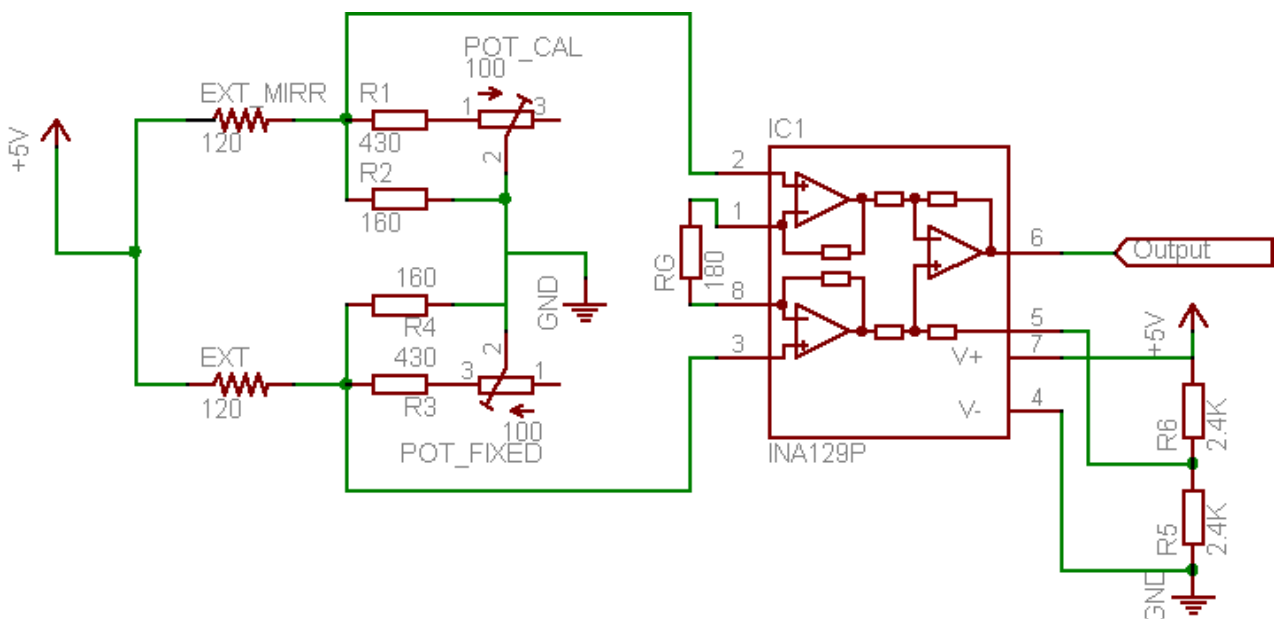 POT_CAL
100
EXT_MIRR
R1
1
3
+5V
120
430
2
R2
160
IC1
2
1
RG
180
8
3
6
Output
5
7
V+
4
V-
INA129P
+5V
R6
2.4K
R5
2.4K
GND
160
R4
GND
EXT
430
2
120
R3
3
1
100
POT_FIXED